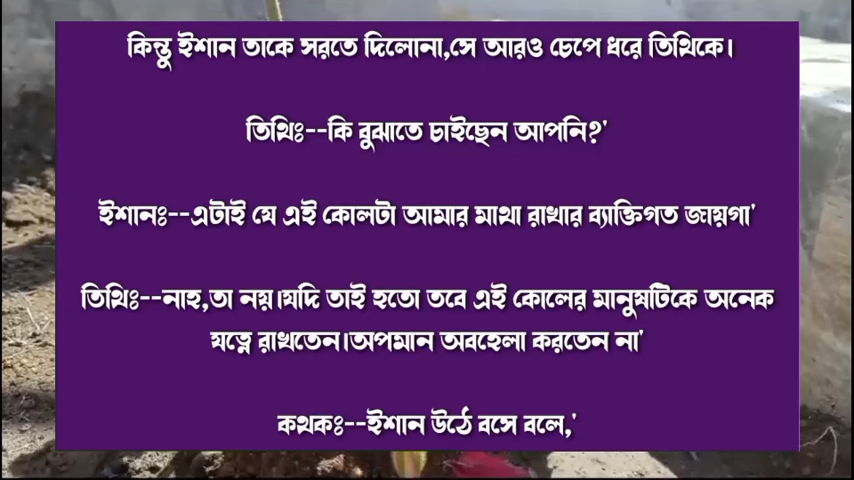 কিন্তু ইশান তাকে সরতে দিলোনা,সে আরও চেপে ধরে তিথিকে।
তিথিঃ--কি বুঝাতে চাইছেন আপনি?'
ইশানঃ--এটাই যে এই কোলটা আমার মাথা রাখার ব্যাক্তিগত জায়গা'
তিথিঃ--নাহ,তা নয়।যদি তাই হতো তবে এই কোলের মানুষটিকে অনেক
যত্নে রাখতেন।অপমান অবহেলা করতেন না'
কথকঃ--ইশান উঠে বসে বলে,'